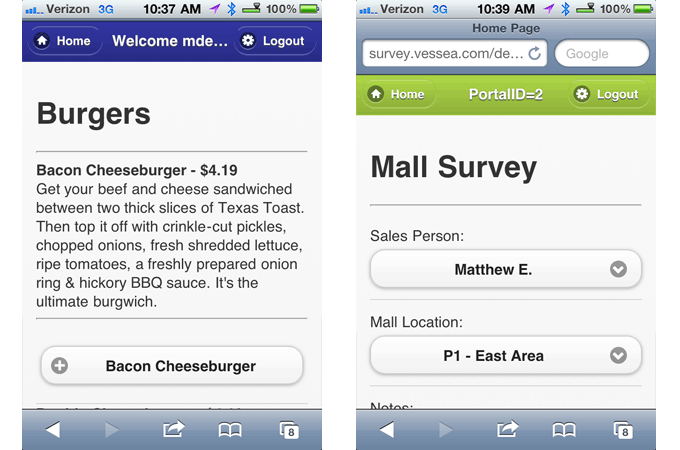 Verizon 3G 10:37 AM 100%
Home Welcome mde... Logout
Burgers
Bacon Cheeseburger - $4.19
Get your beef and cheese sandwiched
between two thick slices of Texas Toast.
Then top it off with crinkle-cut pickles,
chopped onions, fresh shredded lettuce,
ripe tomatoes, a freshly prepared onion
ring & hickory BBQ sauce. It's the
ultimate burgwich.
Bacon Cheeseburger
8
Verizon 3G 10:39 AM 100%
Home Page
survey.vessea.com/de... Google
Home PortalID=2 Logout
Mall Survey
Sales Person:
Matthew E.
Mall Location:
P1 - East Area
Notes:
8